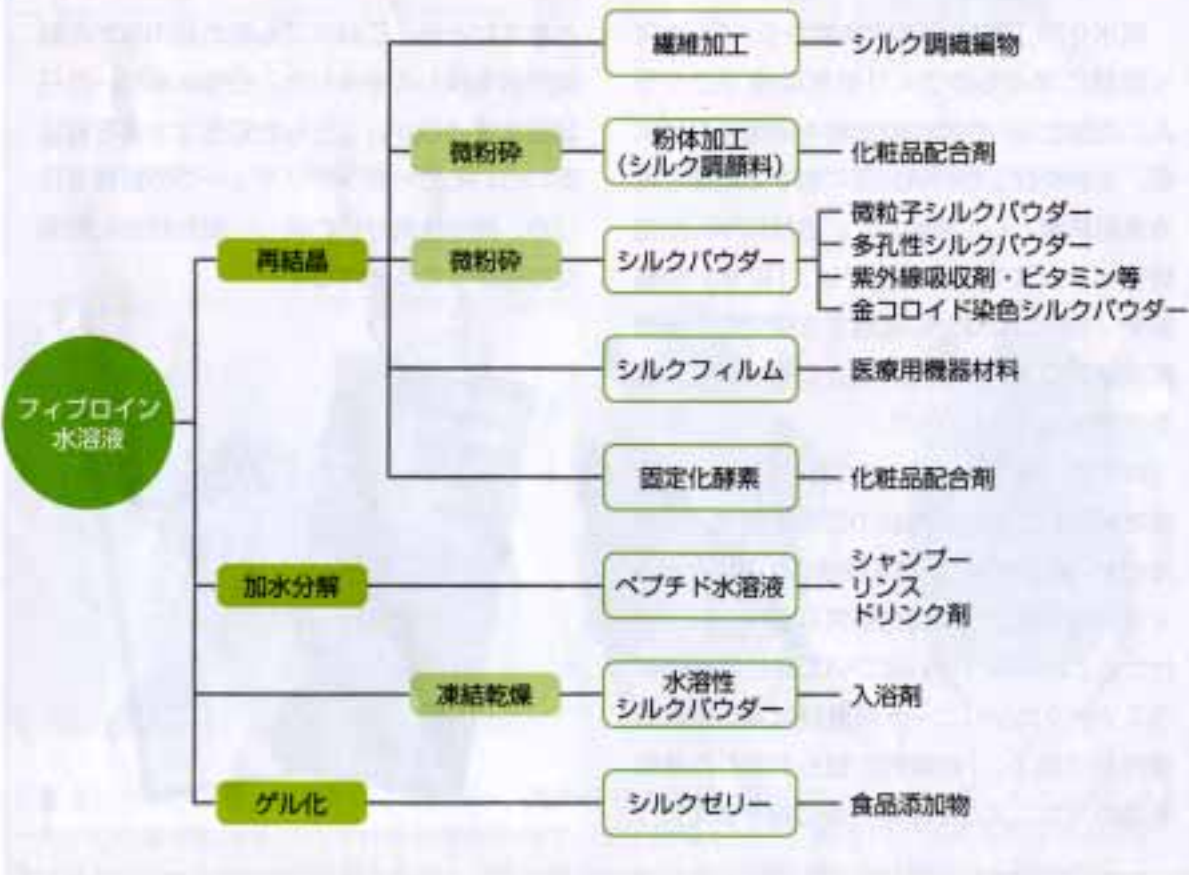 繊維加工
シルク調織編物
微粉砕
粉体加工
(シルク調顔料)
化粧品配合剤
再結晶
微粉砕
シルクパウダー
微粒子シルクパウダー
多孔性シルクパウダー
紫外線吸収剤・ビタミン等
金コロイド染色シルクパウダー
シルクフィルム
医療用機器材料
フィブロイン
水溶液
固定化酵素
化粧品配合剤
加水分解
ペプチド水溶液
シャンプー
リンス
ドリンク剤
凍結乾燥
水溶性
シルクパウダー
入浴剤
ゲル化
シルクゼリー
食品添加物